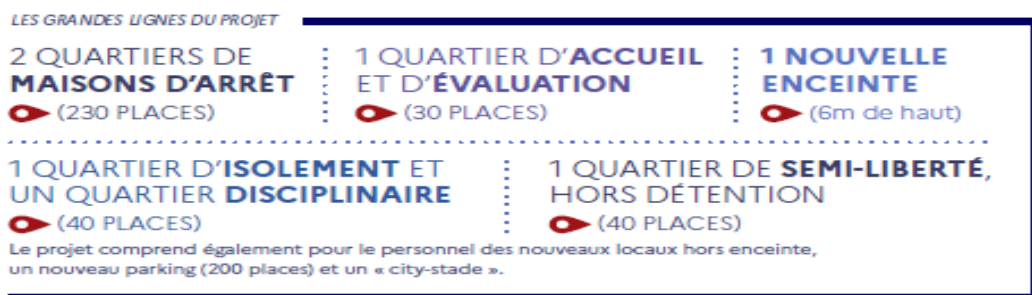 LES GRANDES LIGNES DU PROJET
2 QUARTIERS DE
MAISONS D'ARRÊT
(230 PLACES)
1 QUARTIER D'ACCUEIL
ET D'ÉVALUATION
(30 PLACES)
1 NOUVELLE
ENCEINTE
(6m de haut)
1 QUARTIER D'ISOLEMENT ET
UN QUARTIER DISCIPLINAIRE
(40 PLACES)
1 QUARTIER DE SEMI-LIBERTÉ,
HORS DÉTENTION
(40 PLACES)
Le projet comprend également pour le personnel des nouveaux locaux hors enceinte,
un nouveau parking (200 places) et un « city-stade ».